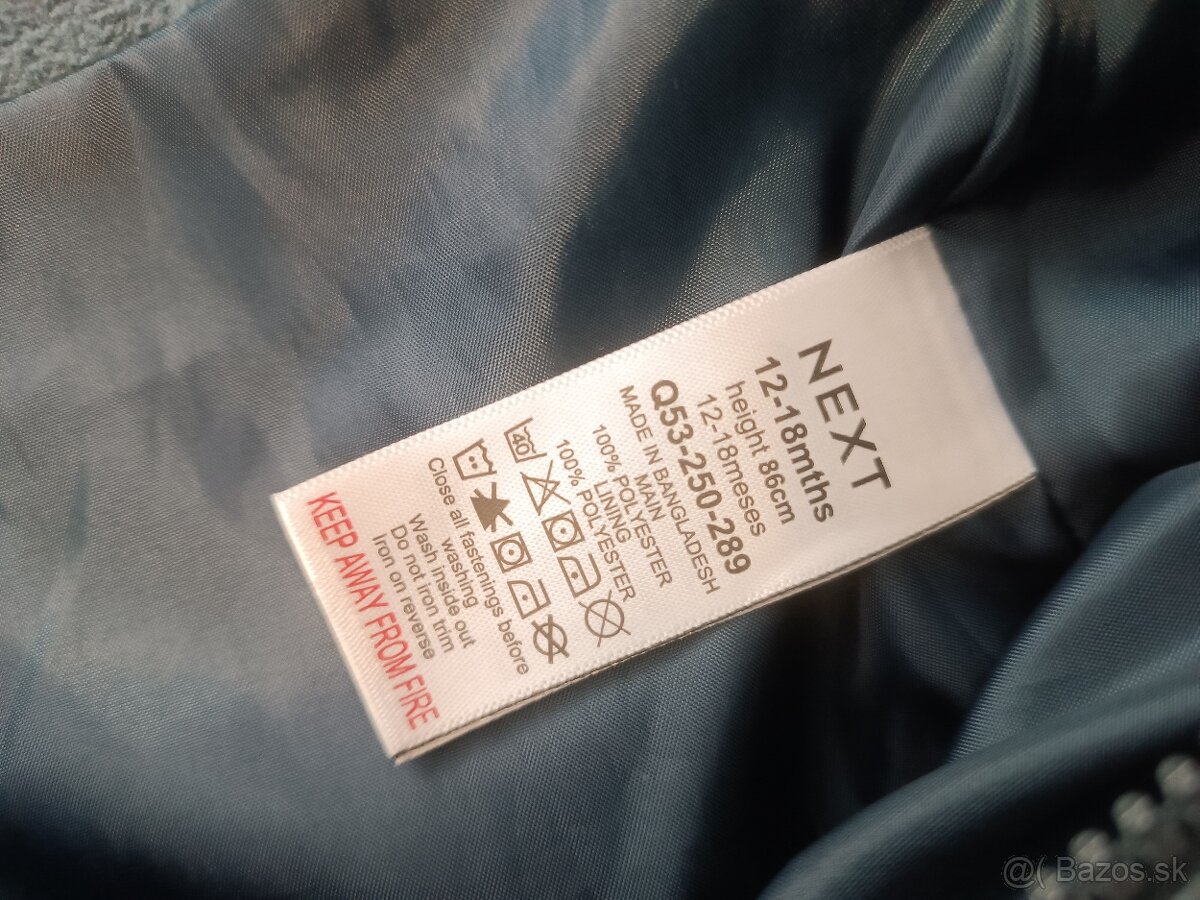 NEXT
12-18mths
height 86cm
12-18meses
Q53-250-289
MADE IN BANGLADESH
MAIN
100% POLYESTER
LINING
100% POLYESTER
40
Close all fastenings before
washing
Wash inside out
Do not iron trim
Iron on reverse
KEEP AWAY FROM FIRE
@( Bazos.sk